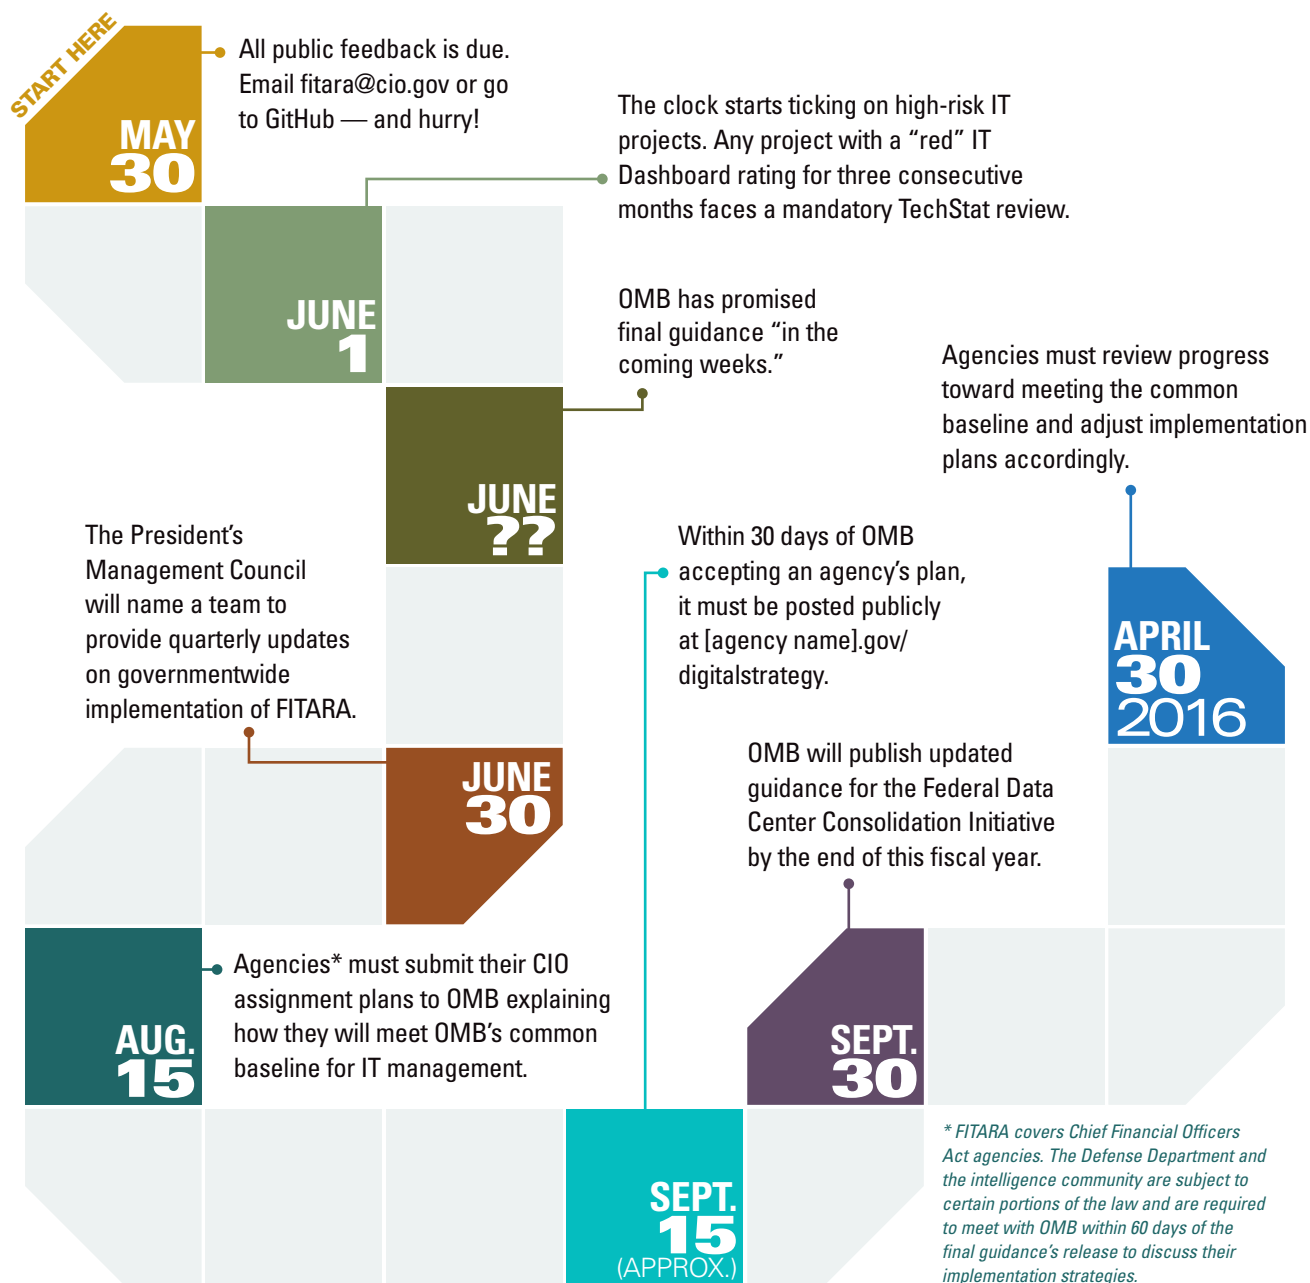 START HERE
MAY
30
All public feedback is due.
Email fitara@cio.gov or go
to GitHub — and hurry!
JUNE
1
The clock starts ticking on high-risk IT
projects. Any project with a “red” IT
Dashboard rating for three consecutive
months faces a mandatory TechStat review.
JUNE
??
OMB has promised
final guidance “in the
coming weeks.”
JUNE
30
The President’s
Management Council
will name a team to
provide quarterly updates
on governmentwide
implementation of FITARA.
AUG.
15
Agencies* must submit their CIO
assignment plans to OMB explaining
how they will meet OMB’s common
baseline for IT management.
SEPT.
15
(APPROX.)
Within 30 days of OMB
accepting an agency’s plan,
it must be posted publicly
at [agency name].gov/
digitalstrategy.
SEPT.
30
OMB will publish updated
guidance for the Federal Data
Center Consolidation Initiative
by the end of this fiscal year.
APRIL
30
2016
Agencies must review progress
toward meeting the common
baseline and adjust implementation
plans accordingly.
* FITARA covers Chief Financial Officers
Act agencies. The Defense Department and
the intelligence community are subject to
certain portions of the law and are required
to meet with OMB within 60 days of the
final guidance’s release to discuss their
implementation strategies.